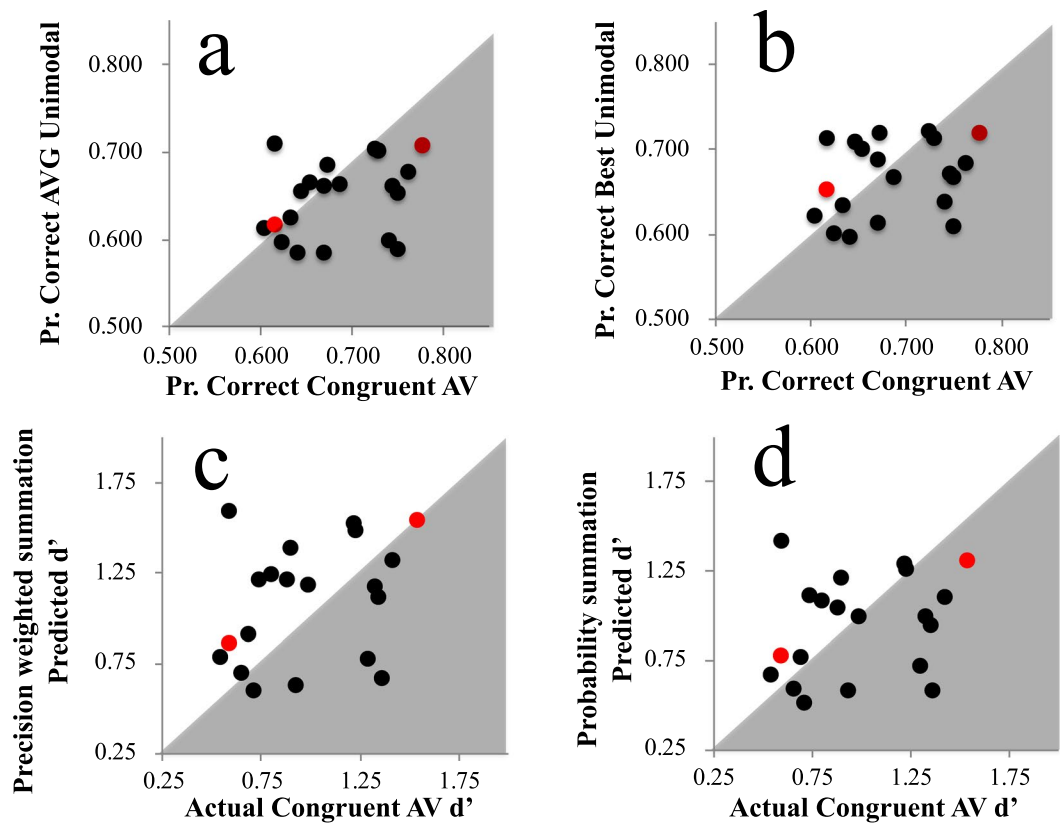 a
Pr. Correct AVG Unimodal
0.800
0.700
0.600
0.500
0.500 0.600 0.700 0.800
Pr. Correct Congruent AV
b
Pr. Correct Best Unimodal
0.800
0.700
0.600
0.500
0.500 0.600 0.700 0.800
Pr. Correct Congruent AV
c
Precision weighted summation
Predicted d’
1.75
1.25
0.75
0.25
0.25 0.75 1.25 1.75
Actual Congruent AV d’
d
Probability summation
Predicted d’
1.75
1.25
0.75
0.25
0.25 0.75 1.25 1.75
Actual Congruent AV d’